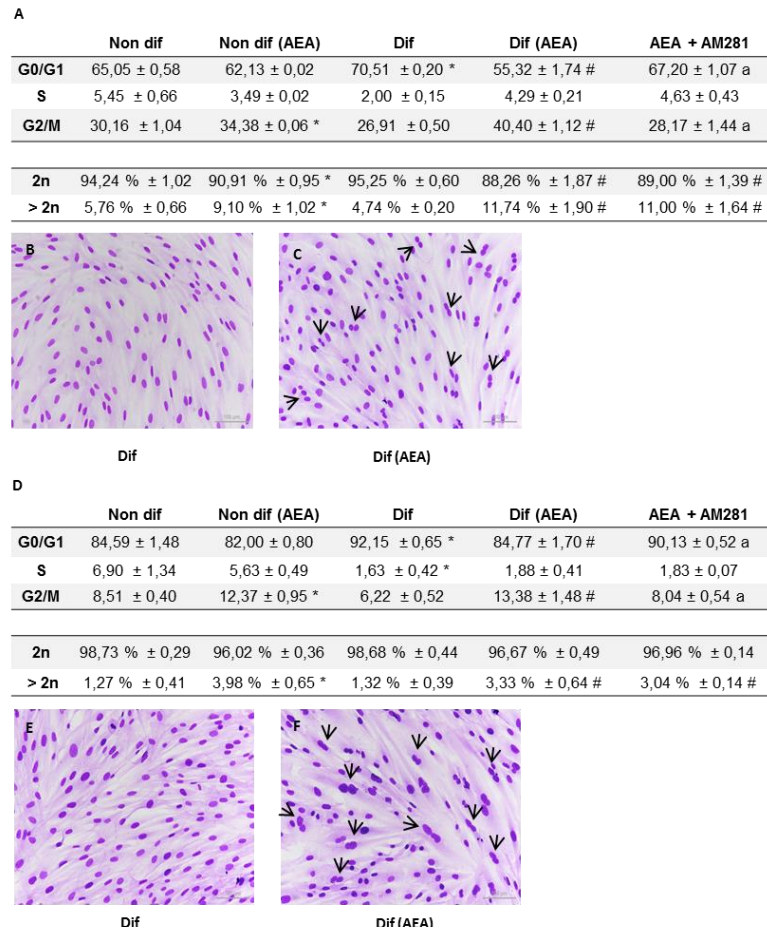 A
Non dif Non dif (AEA) Dif Dif (AEA) AEA + AM281
G0/G1 65,05 ± 0,58 62,13 ± 0,02 70,51 ± 0,20 * 55,32 ± 1,74 # 67,20 ± 1,07 a
S 5,45 ± 0,66 3,49 ± 0,02 2,00 ± 0,15 4,29 ± 0,21 4,63 ± 0,43
G2/M 30,16 ± 1,04 34,38 ± 0,06 * 26,91 ± 0,50 40,40 ± 1,12 # 28,17 ± 1,44 a
2n 94,24 % ± 1,02 90,91 % ± 0,95 * 95,25 % ± 0,60 88,26 % ± 1,87 # 89,00 % ± 1,39 #
> 2n 5,76 % ± 0,66 9,10 % ± 1,02 * 4,74 % ± 0,20 11,74 % ± 1,90 # 11,00 % ± 1,64 #
B C
Dif Dif (AEA)
D
Non dif Non dif (AEA) Dif Dif (AEA) AEA + AM281
G0/G1 84,59 ± 1,48 82,00 ± 0,80 92,15 ± 0,65 * 84,77 ± 1,70 # 90,13 ± 0,52 a
S 6,90 ± 1,34 5,63 ± 0,49 1,63 ± 0,42 * 1,88 ± 0,41 1,83 ± 0,07
G2/M 8,51 ± 0,40 12,37 ± 0,95 * 6,22 ± 0,52 13,38 ± 1,48 # 8,04 ± 0,54 a
2n 98,73 % ± 0,29 96,02 % ± 0,36 98,68 % ± 0,44 96,67 % ± 0,49 96,96 % ± 0,14
> 2n 1,27 % ± 0,41 3,98 % ± 0,65 * 1,32 % ± 0,39 3,33 % ± 0,64 # 3,04 % ± 0,14 #
E F
Dif Dif (AEA)